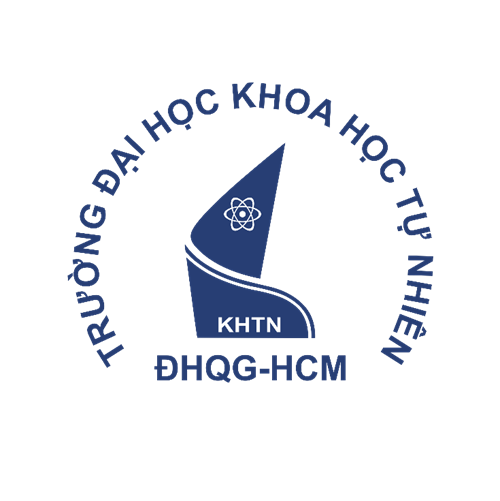 TRƯỜNG ĐẠI HỌC KHOA HỌC TỰ NHIÊN
KHTN
ĐHQG-HCM